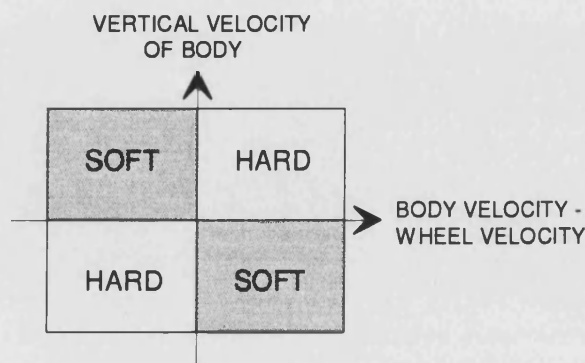 VERTICAL VELOCITY
OF BODY
SOFT
HARD
BODY VELOCITY -
WHEEL VELOCITY
HARD
SOFT